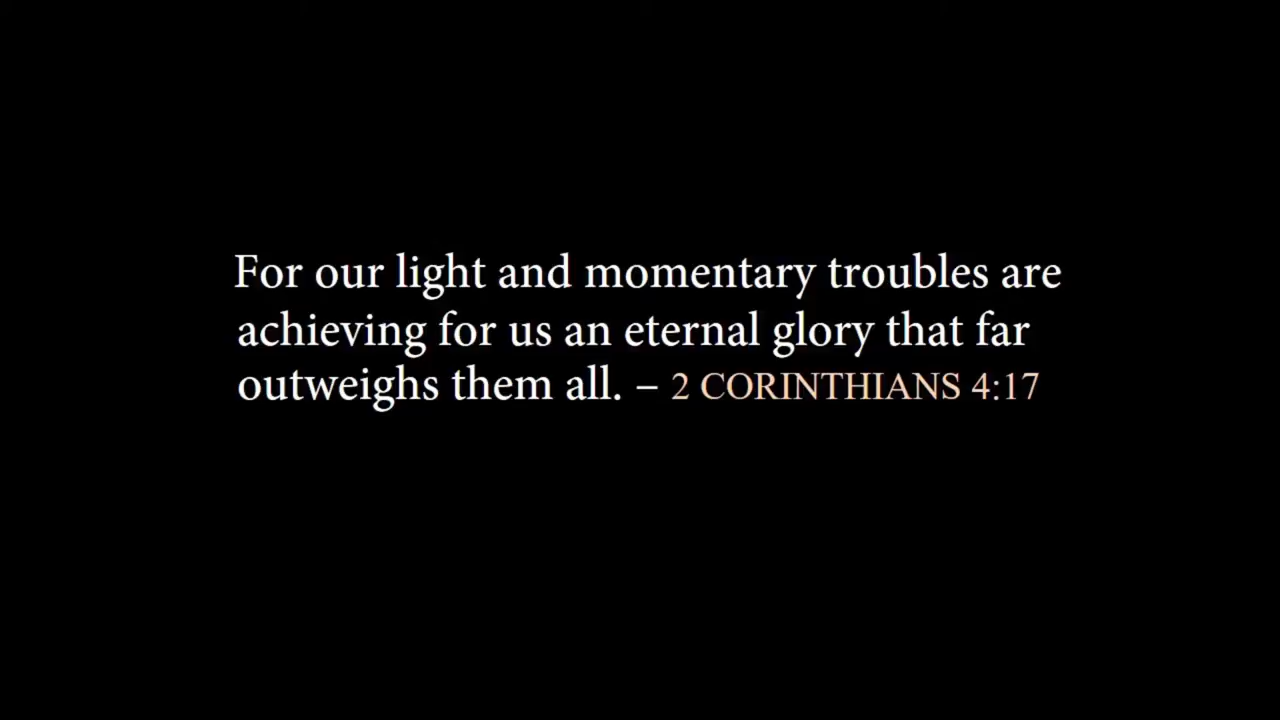 For our light and momentary troubles are
achieving for us an eternal glory that far
outweighs them all. – 2 CORINTHIANS 4:17